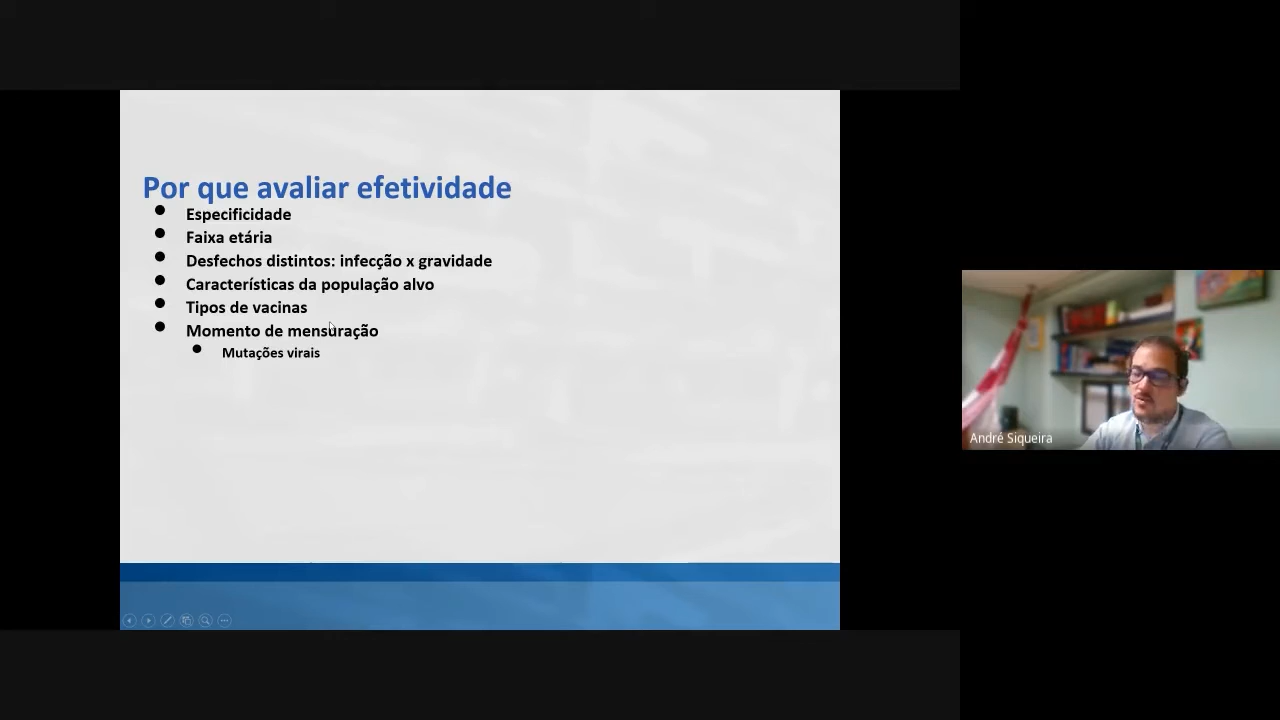 Por que avaliar efetividade
Especificidade
Faixa etária
Desfechos distintos: infecção x gravidade
Características da população alvo
Tipos de vacinas
Momento de mensuração
Mutações virais
André Siqueira